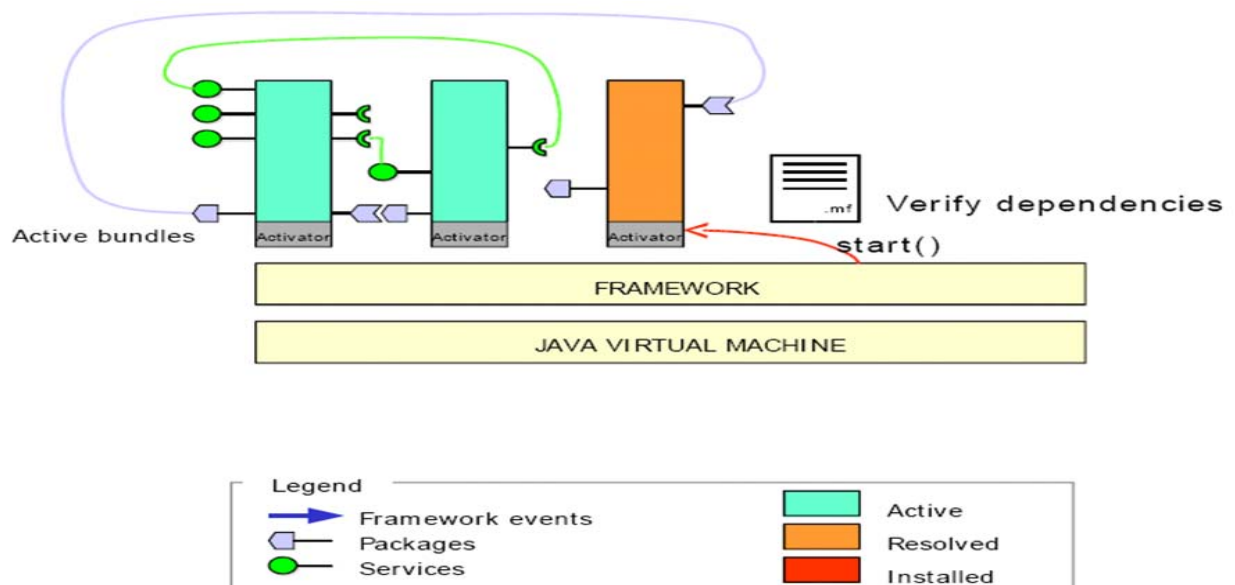 .mf
Verify dependencies
Active bundles
Activator
Activator
Activator
start()
FRAMEWORK
JAVA VIRTUAL MACHINE
Legend
Framework events
Packages
Services
Active
Resolved
Installed